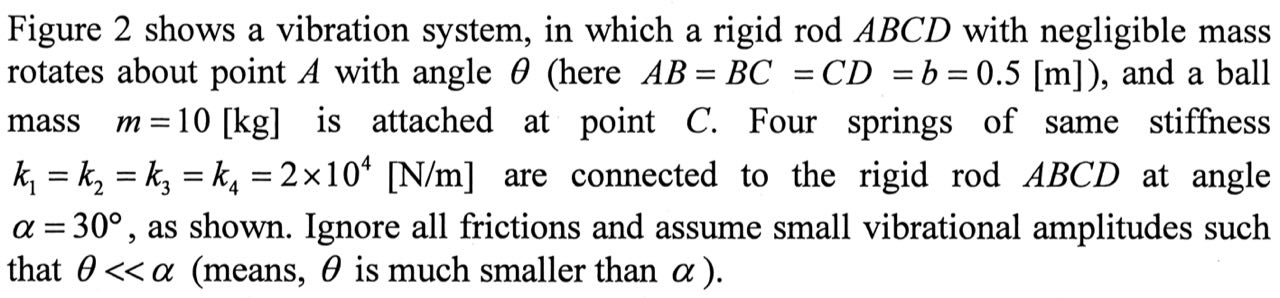 Figure 2 shows a vibration system, in which a rigid rod ABCD with negligible mass
rotates about point A with angle θ (here AB = BC = CD = b = 0.5 [m]), and a ball
mass m = 10 [kg] is attached at point C. Four springs of same stiffness
k₁ = k₂ = k₃ = k₄ = 2×10⁴ [N/m] are connected to the rigid rod ABCD at angle
α = 30°, as shown. Ignore all frictions and assume small vibrational amplitudes such
that θ << α (means, θ is much smaller than α).